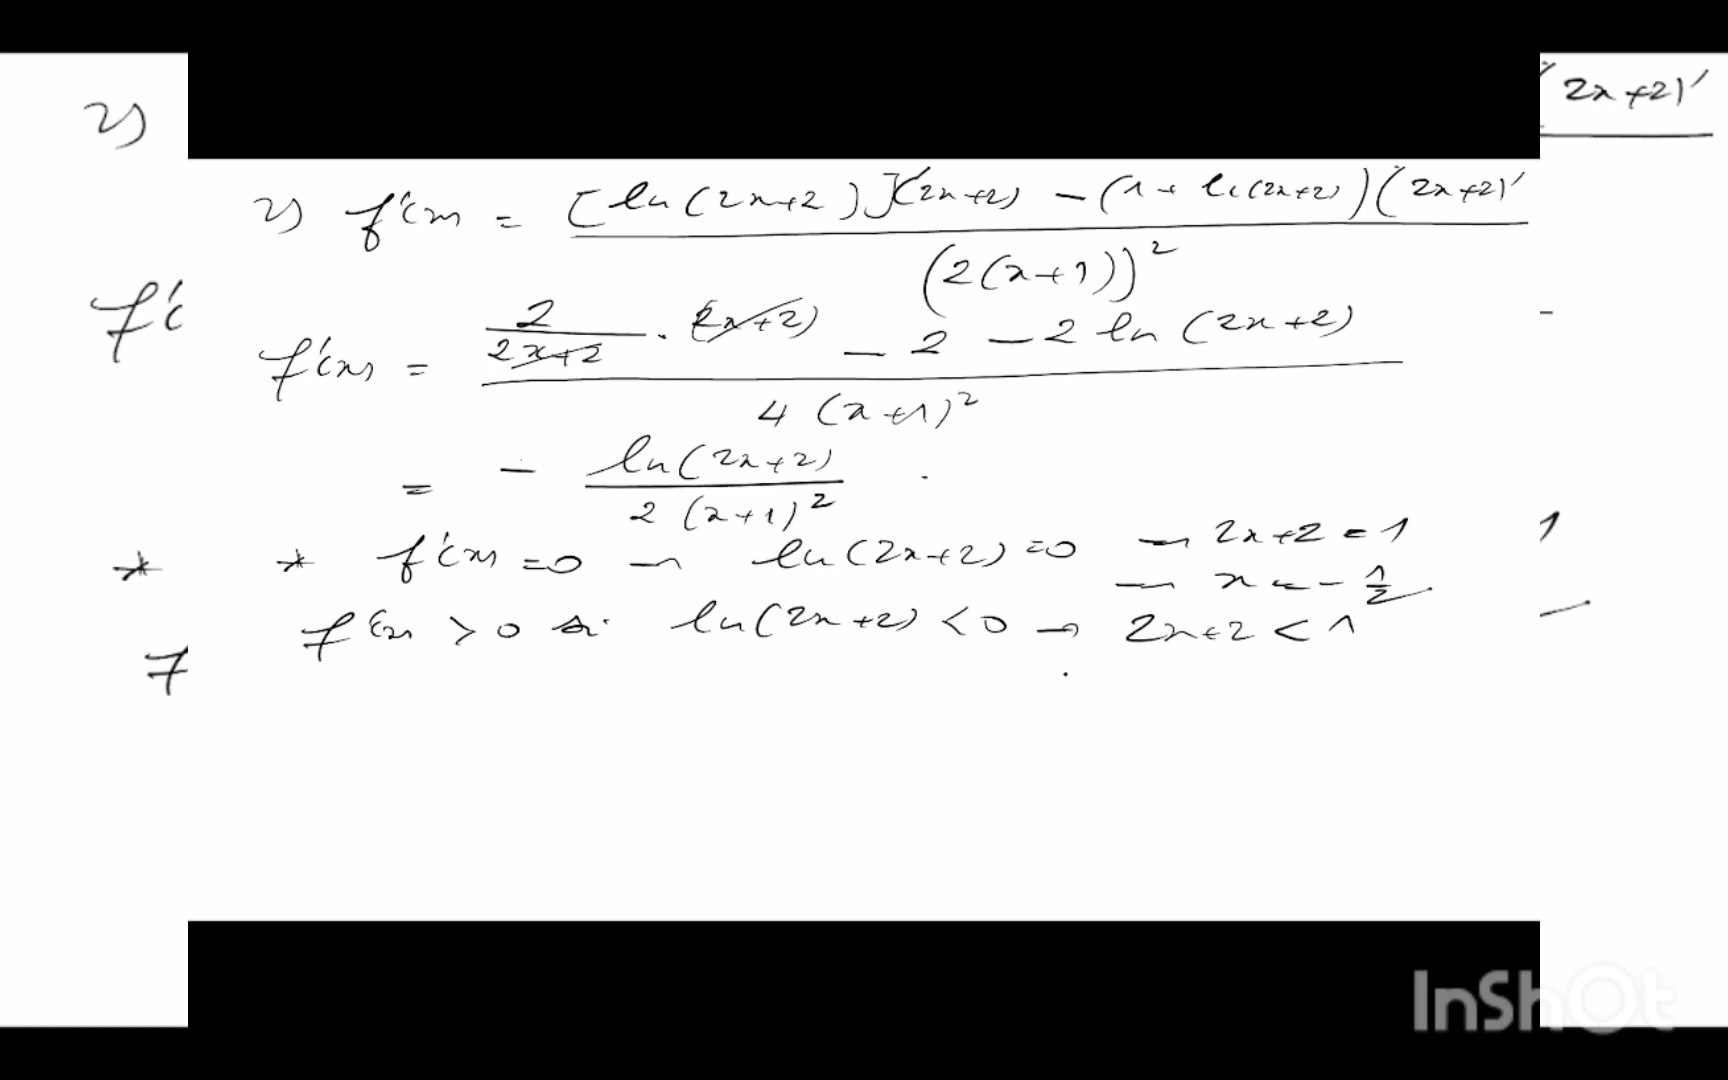 2) f'(x) = [ln(2x+2)]'(2x+2) - (1 + ln(2x+2))(2x+2)'
(2(x+1))²
f'(x) = 2/2x+2 . (2x+2) - 2 - 2 ln(2x+2)
4(x+1)²
= - ln(2x+2)
2(x+1)²
* f'(x) = 0 → ln(2x+2) = 0 → 2x+2 = 1
→ x = -1/2
f'(x) > 0 si ln(2x+2) < 0 → 2x+2 < 1
2)
2x+2)'
f'(
*
1
InShot